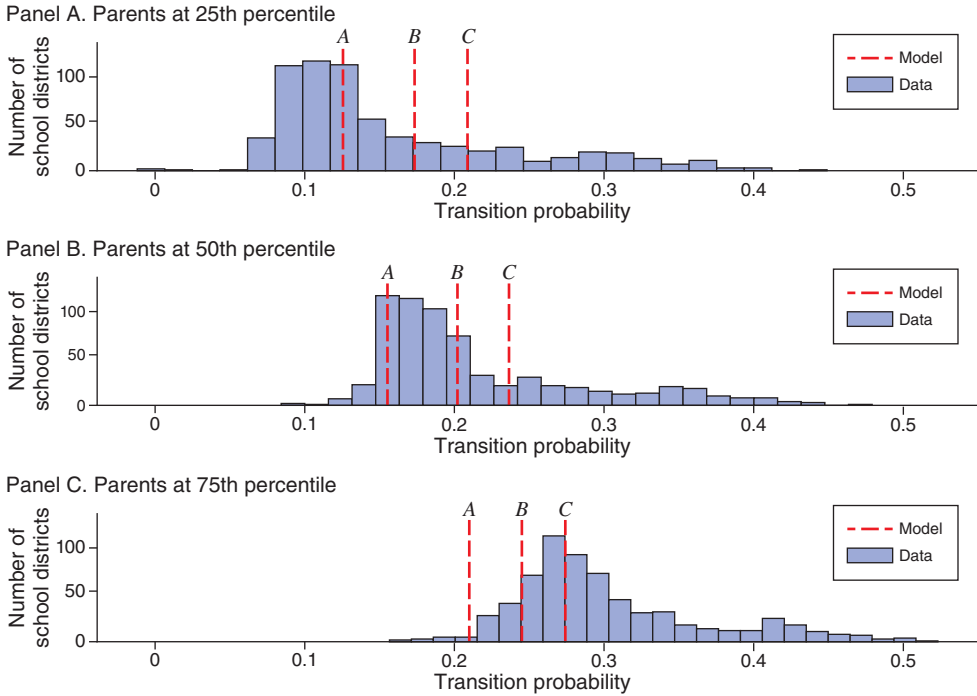 Panel A. Parents at 25th percentile
A B C
Number of
school districts
100
50
0
Model
Data
0 0.1 0.2 0.3 0.4 0.5
Transition probability
Panel B. Parents at 50th percentile
A B C
Number of
school districts
100
50
0
Model
Data
0 0.1 0.2 0.3 0.4 0.5
Transition probability
Panel C. Parents at 75th percentile
A B C
Number of
school districts
100
50
0
Model
Data
0 0.1 0.2 0.3 0.4 0.5
Transition probability